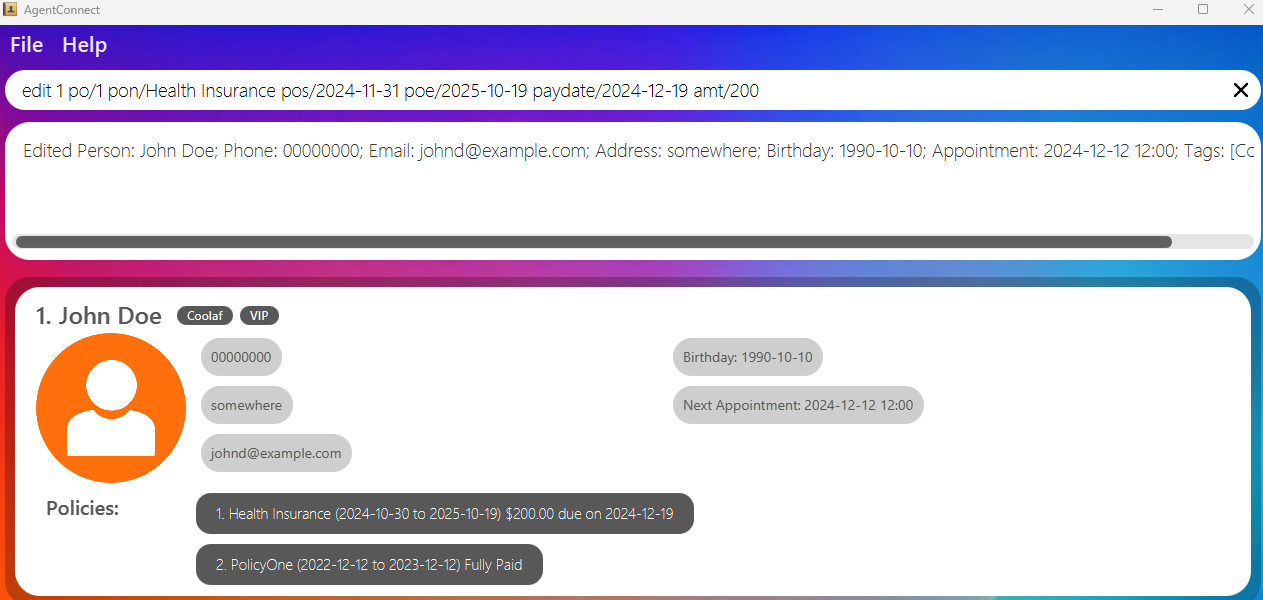 AgentConnect
File Help
edit 1 po/1 pon/Health Insurance pos/2024-11-31 poe/2025-10-19 paydate/2024-12-19 amt/200
Edited Person: John Doe; Phone: 00000000; Email: johnd@example.com; Address: somewhere; Birthday: 1990-10-10; Appointment: 2024-12-12 12:00; Tags: [Co
1. John Doe Coolaf VIP
00000000 Birthday: 1990-10-10
somewhere Next Appointment: 2024-12-12 12:00
johnd@example.com
Policies: 1. Health Insurance (2024-10-30 to 2025-10-19) $200.00 due on 2024-12-19
2. PolicyOne (2022-12-12 to 2023-12-12) Fully Paid